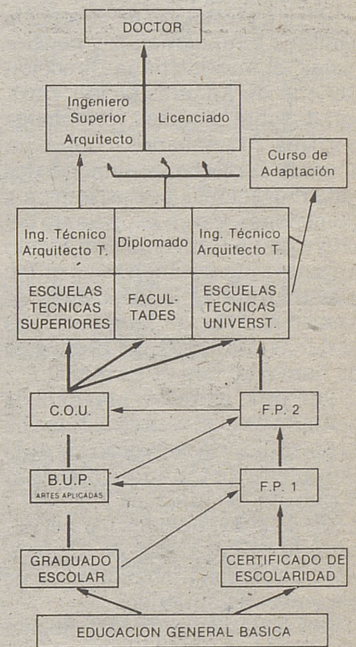 DOCTOR
Ingeniero
Superior
Arquitecto
Licenciado
Curso de
Adaptación
Ing. Técnico
Arquitecto T.
Diplomado
Ing. Técnico
Arquitecto T.
ESCUELAS
TECNICAS
SUPERIORES
FACUL-
TADES
ESCUELAS
TECNICAS
UNIVERST.
C.O.U.
F.P. 2
B.U.P.
ARTES APLICADAS
F.P. 1
GRADUADO
ESCOLAR
CERTIFICADO DE
ESCOLARIDAD
EDUCACION GENERAL BASICA